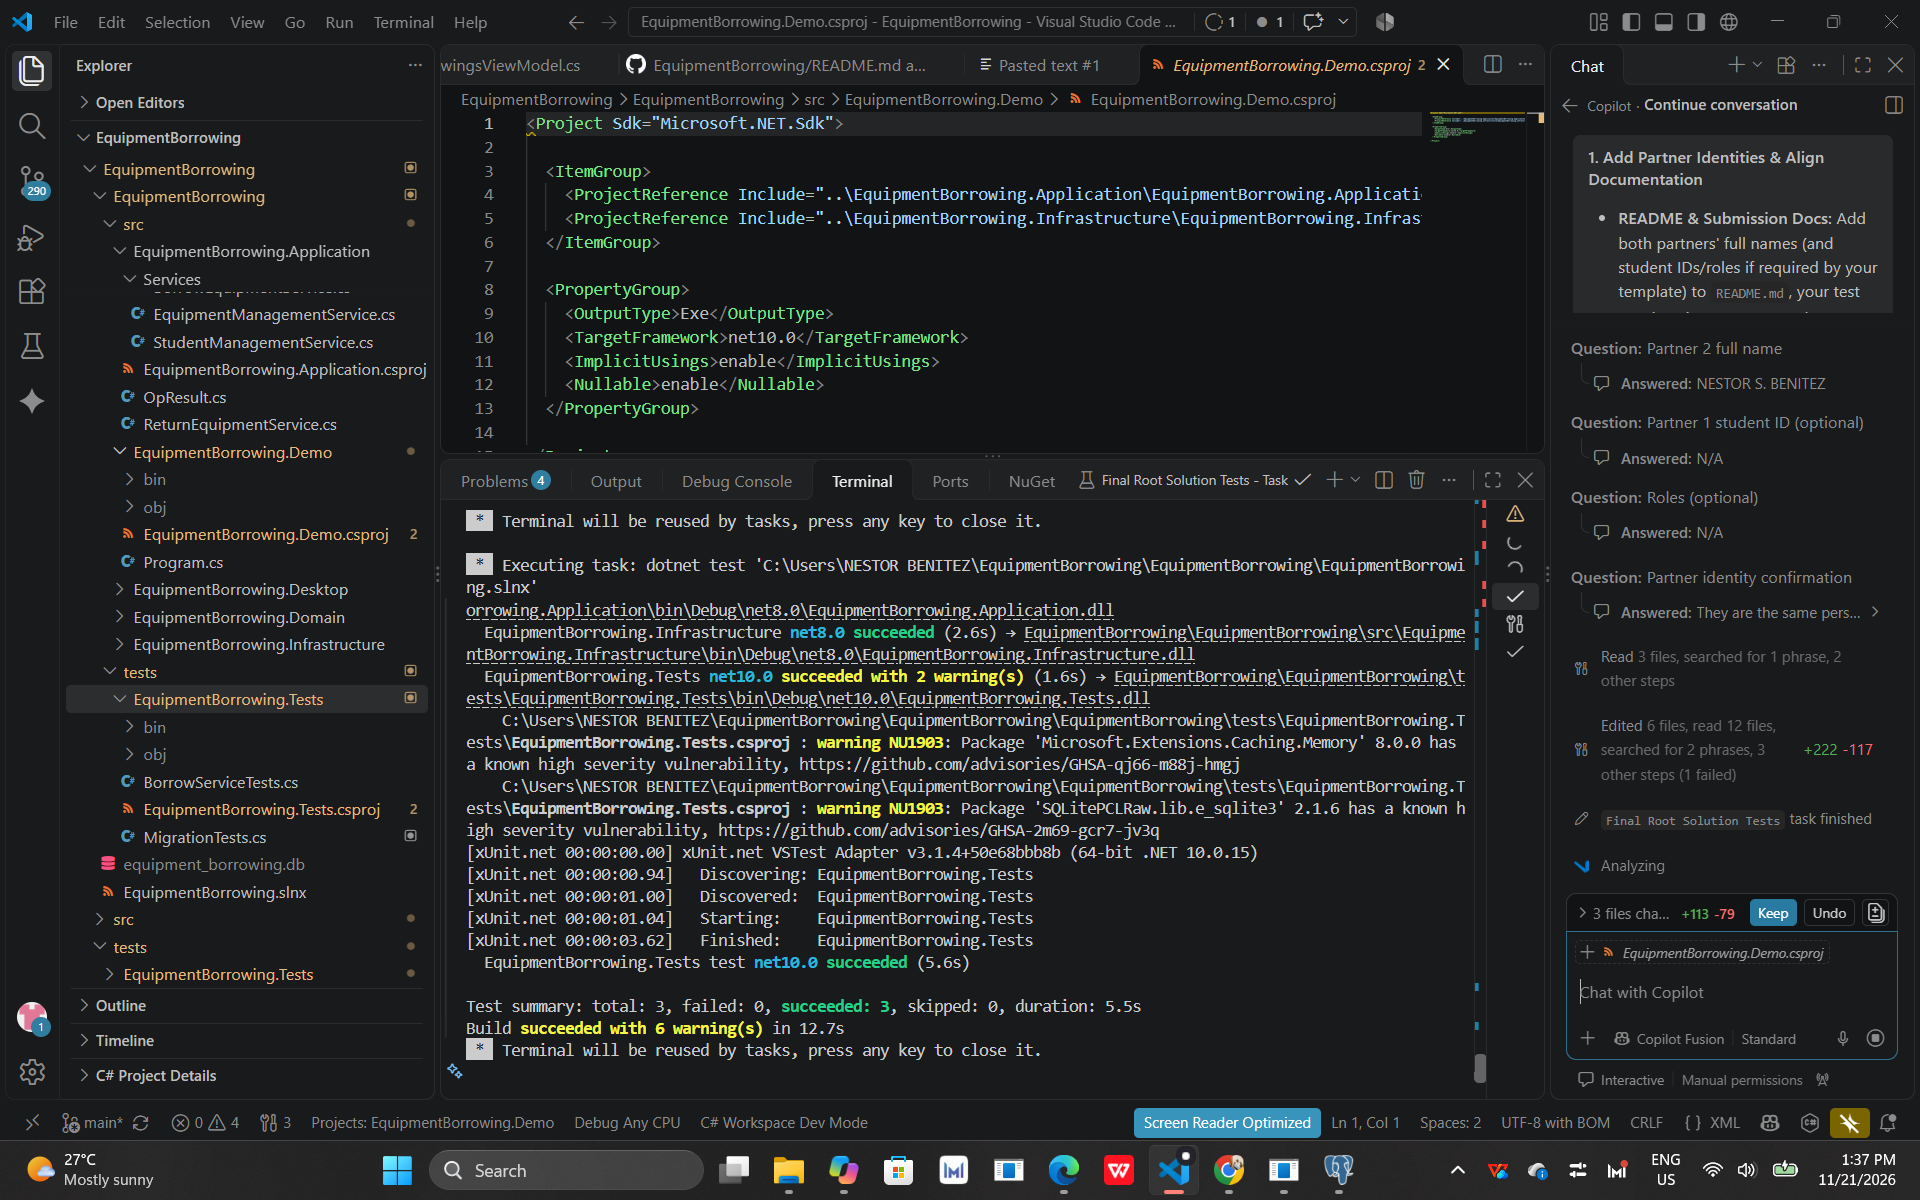 File Edit Selection View Go Run Terminal Help
EquipmentBorrowing.Demo.csproj - EquipmentBorrowing - Visual Studio Code ...
1
1
Explorer
Open Editors
EquipmentBorrowing
EquipmentBorrowing
EquipmentBorrowing
src
EquipmentBorrowing.Application
Services
EquipmentManagementService.cs
StudentManagementService.cs
EquipmentBorrowing.Application.csproj
OpResult.cs
ReturnEquipmentService.cs
EquipmentBorrowing.Demo
bin
obj
EquipmentBorrowing.Demo.csproj 2
Program.cs
EquipmentBorrowing.Desktop
EquipmentBorrowing.Domain
EquipmentBorrowing.Infrastructure
tests
EquipmentBorrowing.Tests
bin
obj
BorrowServiceTests.cs
EquipmentBorrowing.Tests.csproj 2
MigrationTests.cs
equipment_borrowing.db
EquipmentBorrowing.slnx
src
tests
EquipmentBorrowing.Tests
Outline
Timeline
C# Project Details
290
1
wingsViewModel.cs
EquipmentBorrowing/README.md a...
Pasted text #1
EquipmentBorrowing.Demo.csproj 2
EquipmentBorrowing > EquipmentBorrowing > src > EquipmentBorrowing.Demo > EquipmentBorrowing.Demo.csproj
1 <Project Sdk="Microsoft.NET.Sdk">
2
3 <ItemGroup>
4 <ProjectReference Include="..\EquipmentBorrowing.Application\EquipmentBorrowing.Applicati
5 <ProjectReference Include="..\EquipmentBorrowing.Infrastructure\EquipmentBorrowing.Infras
6 </ItemGroup>
7
8 <PropertyGroup>
9 <OutputType>Exe</OutputType>
10 <TargetFramework>net10.0</TargetFramework>
11 <ImplicitUsings>enable</ImplicitUsings>
12 <Nullable>enable</Nullable>
13 </PropertyGroup>
14
Problems 4 Output Debug Console Terminal Ports NuGet Final Root Solution Tests - Task
* Terminal will be reused by tasks, press any key to close it.
* Executing task: dotnet test 'C:\Users\NESTOR BENITEZ\EquipmentBorrowing\EquipmentBorrowing\EquipmentBorrowi
ng.slnx'
orrowing.Application\bin\Debug\net8.0\EquipmentBorrowing.Application.dll
EquipmentBorrowing.Infrastructure net8.0 succeeded (2.6s) → EquipmentBorrowing\EquipmentBorrowing\src\Equipme
ntBorrowing.Infrastructure\bin\Debug\net8.0\EquipmentBorrowing.Infrastructure.dll
EquipmentBorrowing.Tests net10.0 succeeded with 2 warning(s) (1.6s) → EquipmentBorrowing\EquipmentBorrowing\t
ests\EquipmentBorrowing.Tests\bin\Debug\net10.0\EquipmentBorrowing.Tests.dll
C:\Users\NESTOR BENITEZ\EquipmentBorrowing\EquipmentBorrowing\EquipmentBorrowing\tests\EquipmentBorrowing.T
ests\EquipmentBorrowing.Tests.csproj : warning NU1903: Package 'Microsoft.Extensions.Caching.Memory' 8.0.0 has
a known high severity vulnerability, https://github.com/advisories/GHSA-qj66-m88j-hmgj
C:\Users\NESTOR BENITEZ\EquipmentBorrowing\EquipmentBorrowing\EquipmentBorrowing\tests\EquipmentBorrowing.T
ests\EquipmentBorrowing.Tests.csproj : warning NU1903: Package 'SQLitePCLRaw.lib.e_sqlite3' 2.1.6 has a known h
igh severity vulnerability, https://github.com/advisories/GHSA-2m69-gcr7-jv3q
[xUnit.net 00:00:00.00] xUnit.net VSTest Adapter v3.1.4+50e68bbb8b (64-bit .NET 10.0.15)
[xUnit.net 00:00:00.94] Discovering: EquipmentBorrowing.Tests
[xUnit.net 00:00:01.00] Discovered: EquipmentBorrowing.Tests
[xUnit.net 00:00:01.04] Starting: EquipmentBorrowing.Tests
[xUnit.net 00:00:03.62] Finished: EquipmentBorrowing.Tests
EquipmentBorrowing.Tests test net10.0 succeeded (5.6s)
Test summary: total: 3, failed: 0, succeeded: 3, skipped: 0, duration: 5.5s
Build succeeded with 6 warning(s) in 12.7s
* Terminal will be reused by tasks, press any key to close it.
Chat
Copilot · Continue conversation
1. Add Partner Identities & Align
Documentation
• README & Submission Docs: Add
both partners' full names (and
student IDs/roles if required by your
template) to README.md, your test
Question: Partner 2 full name
Answered: NESTOR S. BENITEZ
Question: Partner 1 student ID (optional)
Answered: N/A
Question: Roles (optional)
Answered: N/A
Question: Partner identity confirmation
Answered: They are the same pers...
Read 3 files, searched for 1 phrase, 2
other steps
Edited 6 files, read 12 files,
searched for 2 phrases, 3 +222 -117
other steps (1 failed)
Final Root Solution Tests task finished
Analyzing
3 files cha... +113 -79 Keep Undo
EquipmentBorrowing.Demo.csproj
Chat with Copilot
Copilot Fusion Standard
Interactive Manual permissions
main* 0 4 3 Projects: EquipmentBorrowing.Demo Debug Any CPU C# Workspace Dev Mode
Screen Reader Optimized Ln 1, Col 1 Spaces: 2 UTF-8 with BOM CRLF { } XML
27°C
Mostly sunny
Search
ENG
US
1:37 PM
11/21/2026